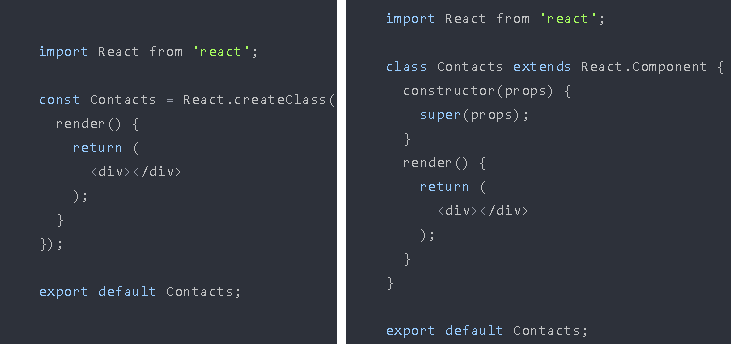 import React from 'react';
const Contacts = React.createClass(
render() {
return (
<div></div>
);
}
});
export default Contacts;
import React from 'react';
class Contacts extends React.Component {
constructor(props) {
super(props);
}
render() {
return (
<div></div>
);
}
}
export default Contacts;